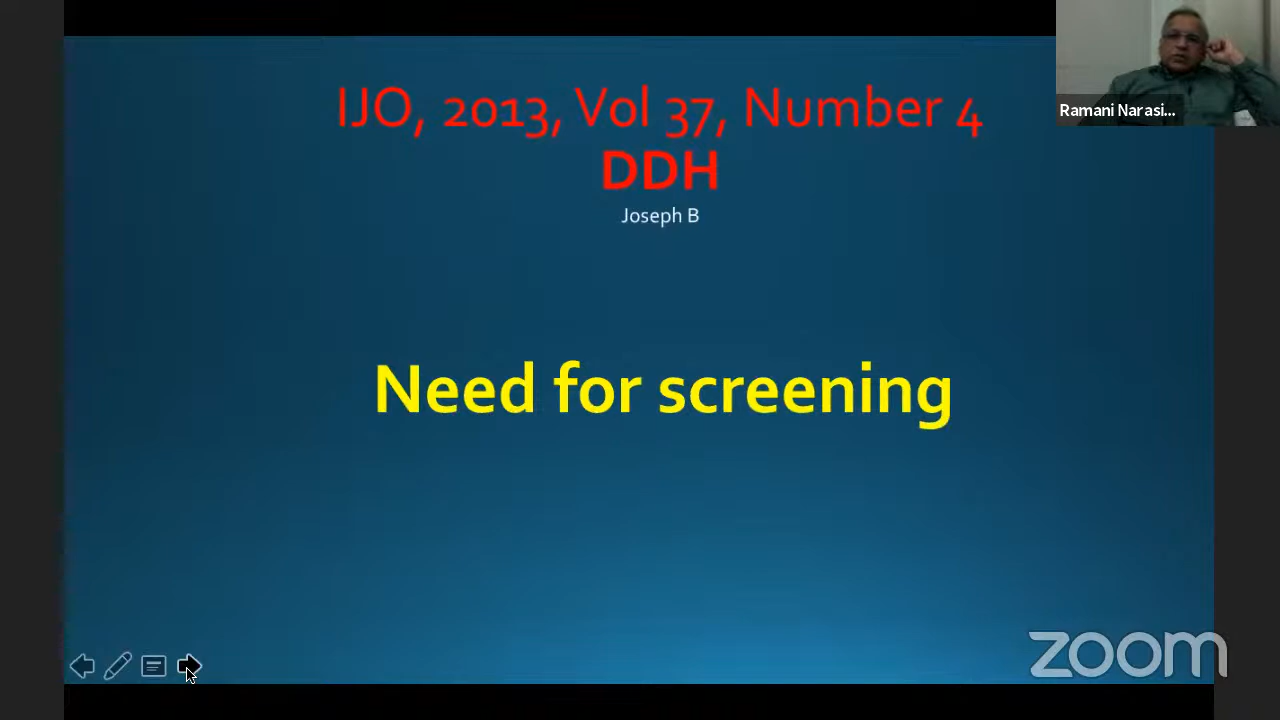 IJO, 2013, Vol 37, Number 4
DDH
Joseph B
Need for screening
Ramani Narasi...
zoom